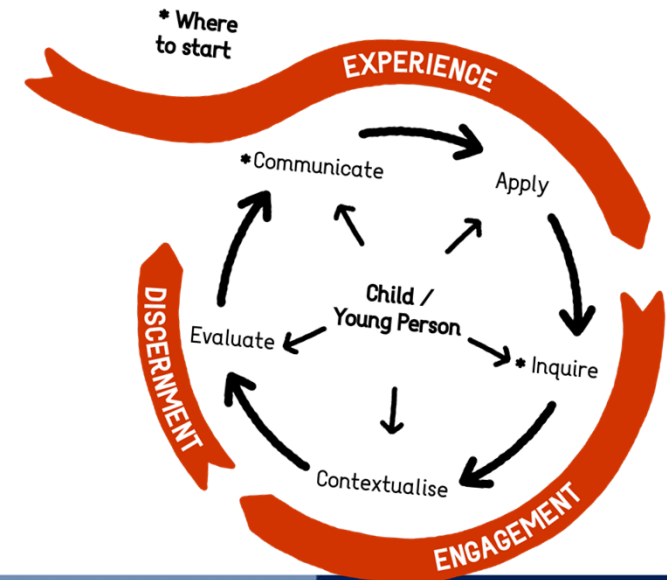 * Where
to start
EXPERIENCE
*Communicate
Apply
Child /
Young Person
DISCERNMENT
Evaluate
* Inquire
Contextualise
ENGAGEMENT